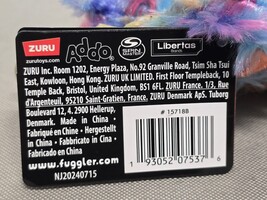 ZURU Addo SPIN MASTER Libertas
zurutoys.com Brands
ZURU Inc. Room 1202, Energy Plaza, No.92 Granville Road, Tsim Sha Tsui
East, Kowloon, Hong Kong. ZURU UK LIMITED. First Floor Templeback, 10
Temple Back, Bristol, United Kingdom, BS1 6FL. ZURU France. 1/3, Rue
d'Argenteuil, 95210 Saint-Gratien. France. ZURU Denmark ApS. Tuborg
Boulevard 12, 4. 2900 Hellerup,
Denmark. Made in China •
Fabriqué en Chine • Hergestellt
in China • Fabbricato in Cina •
Fabricado en China
# 15718B
1 93052 07537 6
www.fuggler.com
NJ20240715